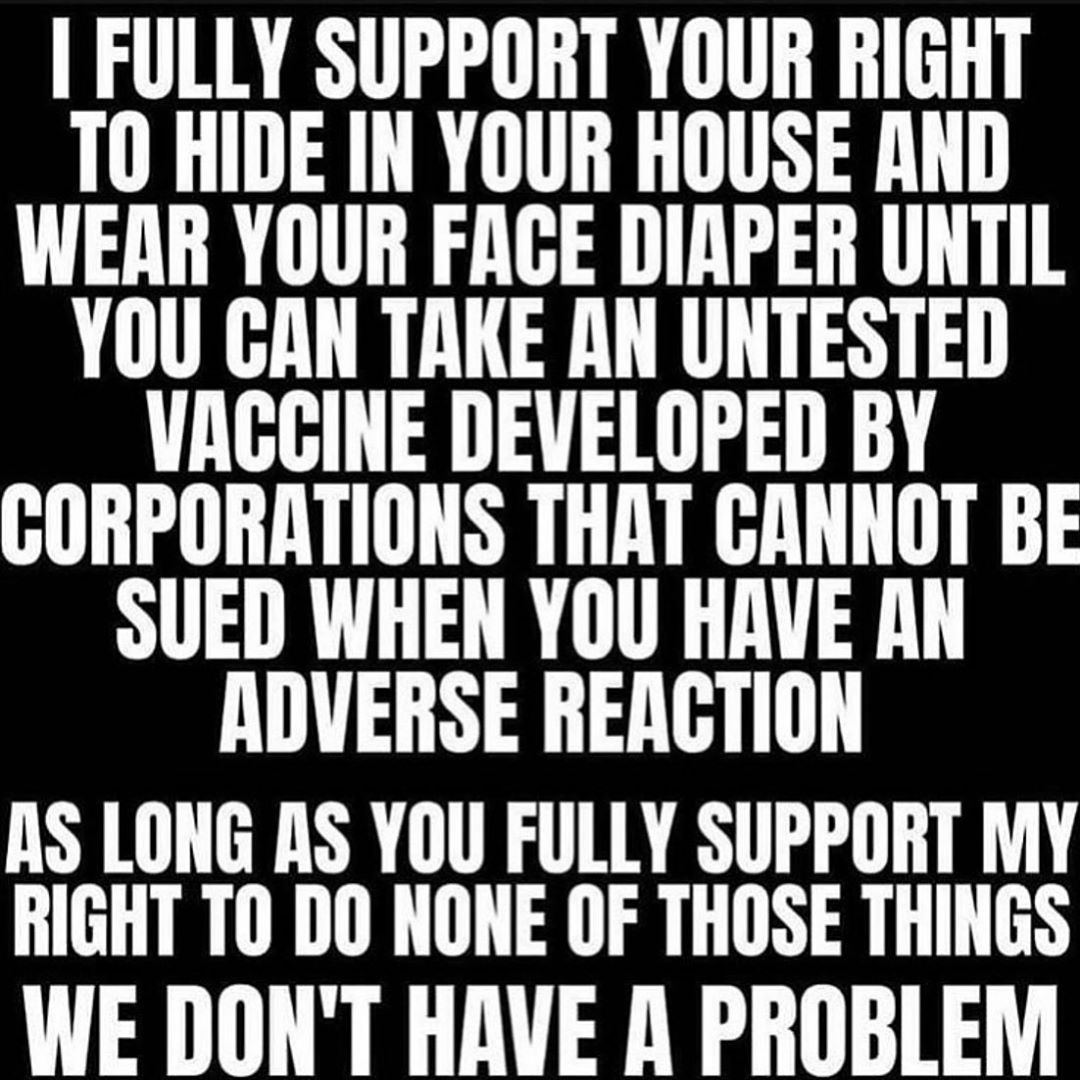 I FULLY SUPPORT YOUR RIGHT
TO HIDE IN YOUR HOUSE AND
WEAR YOUR FACE DIAPER UNTIL
YOU CAN TAKE AN UNTESTED
VACCINE DEVELOPED BY
CORPORATIONS THAT CANNOT BE
SUED WHEN YOU HAVE AN
ADVERSE REACTION
AS LONG AS YOU FULLY SUPPORT MY
RIGHT TO DO NONE OF THOSE THINGS
WE DON'T HAVE A PROBLEM